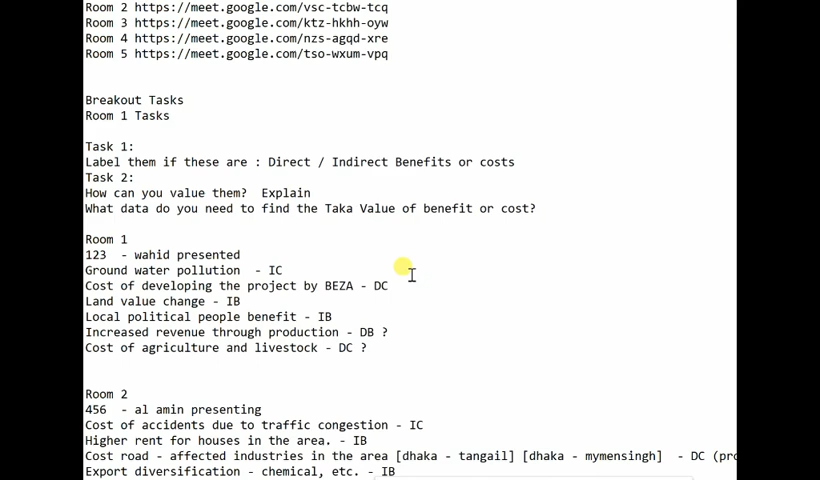 Room 2 https://meet.google.com/vsc-tcbw-tcq
Room 3 https://meet.google.com/ktz-hkhh-oyw
Room 4 https://meet.google.com/nzs-agqd-xre
Room 5 https://meet.google.com/tso-wxum-vpq
Breakout Tasks
Room 1 Tasks
Task 1:
Label them if these are : Direct / Indirect Benefits or costs
Task 2:
How can you value them?  Explain
What data do you need to find the Taka Value of benefit or cost?
Room 1
123  - wahid presented
Ground water pollution  - IC
Cost of developing the project by BEZA - DC
Land value change - IB
Local political people benefit - IB
Increased revenue through production - DB ?
Cost of agriculture and livestock - DC ?
Room 2
456  - al amin presenting
Cost of accidents due to traffic congestion - IC
Higher rent for houses in the area. - IB
Cost road - affected industries in the area [dhaka - tangail] [dhaka - mymensingh]  - DC (pro
Export diversification - chemical, etc. - IB